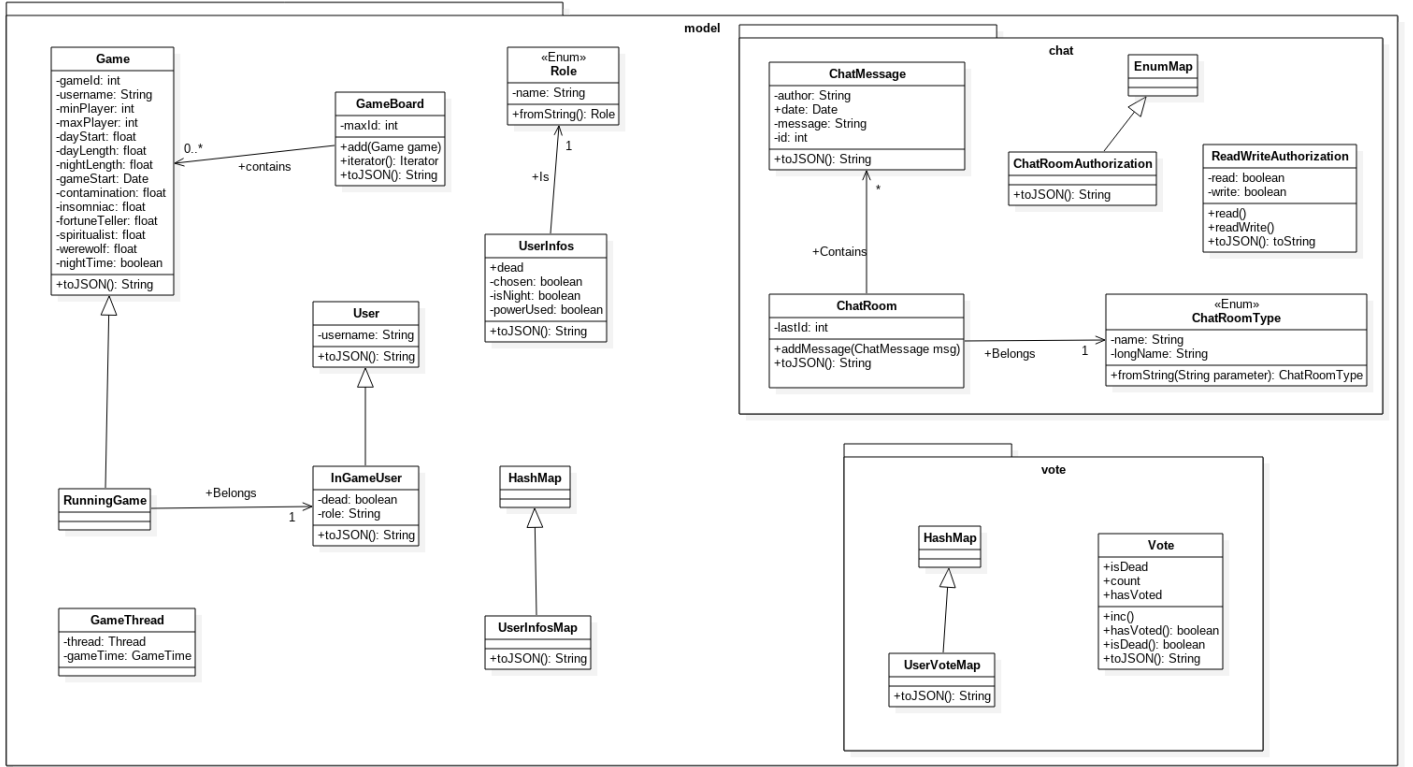 model
Game
-gameId: int
-username: String
-minPlayer: int
-maxPlayer: int
-dayStart: float
-dayLength: float
-nightLength: float
-gameStart: Date
-contamination: float
-insomniac: float
-fortuneTeller: float
-spiritualist: float
-werewolf: float
-nightTime: boolean
+toJSON(): String
GameBoard
-maxId: int
+add(Game game)
+iterator(): Iterator
+toJSON(): String
0..*
+contains
«Enum»
Role
-name: String
+fromString(): Role
1
+Is
UserInfos
+dead
-chosen: boolean
-isNight: boolean
-powerUsed: boolean
+toJSON(): String
User
-username: String
+toJSON(): String
RunningGame
+Belongs
1
InGameUser
-dead: boolean
-role: String
+toJSON(): String
HashMap
UserInfosMap
+toJSON(): String
GameThread
-thread: Thread
-gameTime: GameTime
chat
ChatMessage
-author: String
+date: Date
-message: String
-id: int
+toJSON(): String
*
+Contains
EnumMap
ChatRoomAuthorization
+toJSON(): String
ReadWriteAuthorization
-read: boolean
-write: boolean
+read()
+readWrite()
+toJSON(): toString
ChatRoom
-lastId: int
+addMessage(ChatMessage msg)
+toJSON(): String
+Belongs
1
«Enum»
ChatRoomType
-name: String
-longName: String
+fromString(String parameter): ChatRoomType
vote
HashMap
UserVoteMap
+toJSON(): String
Vote
+isDead
+count
+hasVoted
+inc()
+hasVoted(): boolean
+isDead(): boolean
+toJSON(): String